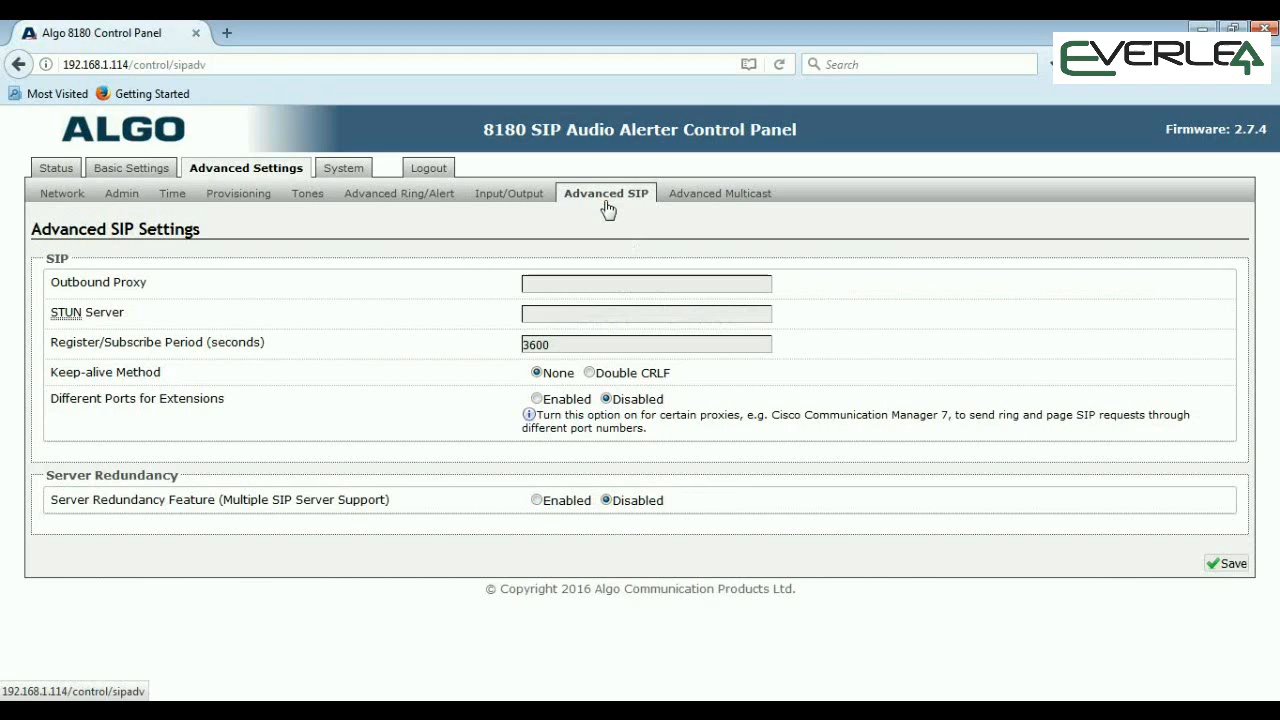 Algo 8180 Control Panel
192.168.1.114/control/sipadv
Search
EVERLEA
Most Visited
Getting Started
ALGO
8180 SIP Audio Alerter Control Panel
Firmware: 2.7.4
Status
Basic Settings
Advanced Settings
System
Logout
Network
Admin
Time
Provisioning
Tones
Advanced Ring/Alert
Input/Output
Advanced SIP
Advanced Multicast
Advanced SIP Settings
SIP
Outbound Proxy
STUN Server
Register/Subscribe Period (seconds)
3600
Keep-alive Method
None
Double CRLF
Different Ports for Extensions
Enabled
Disabled
Turn this option on for certain proxies, e.g. Cisco Communication Manager 7, to send ring and page SIP requests through
different port numbers.
Server Redundancy
Server Redundancy Feature (Multiple SIP Server Support)
Enabled
Disabled
Save
© Copyright 2016 Algo Communication Products Ltd.
192.168.1.114/control/sipadv